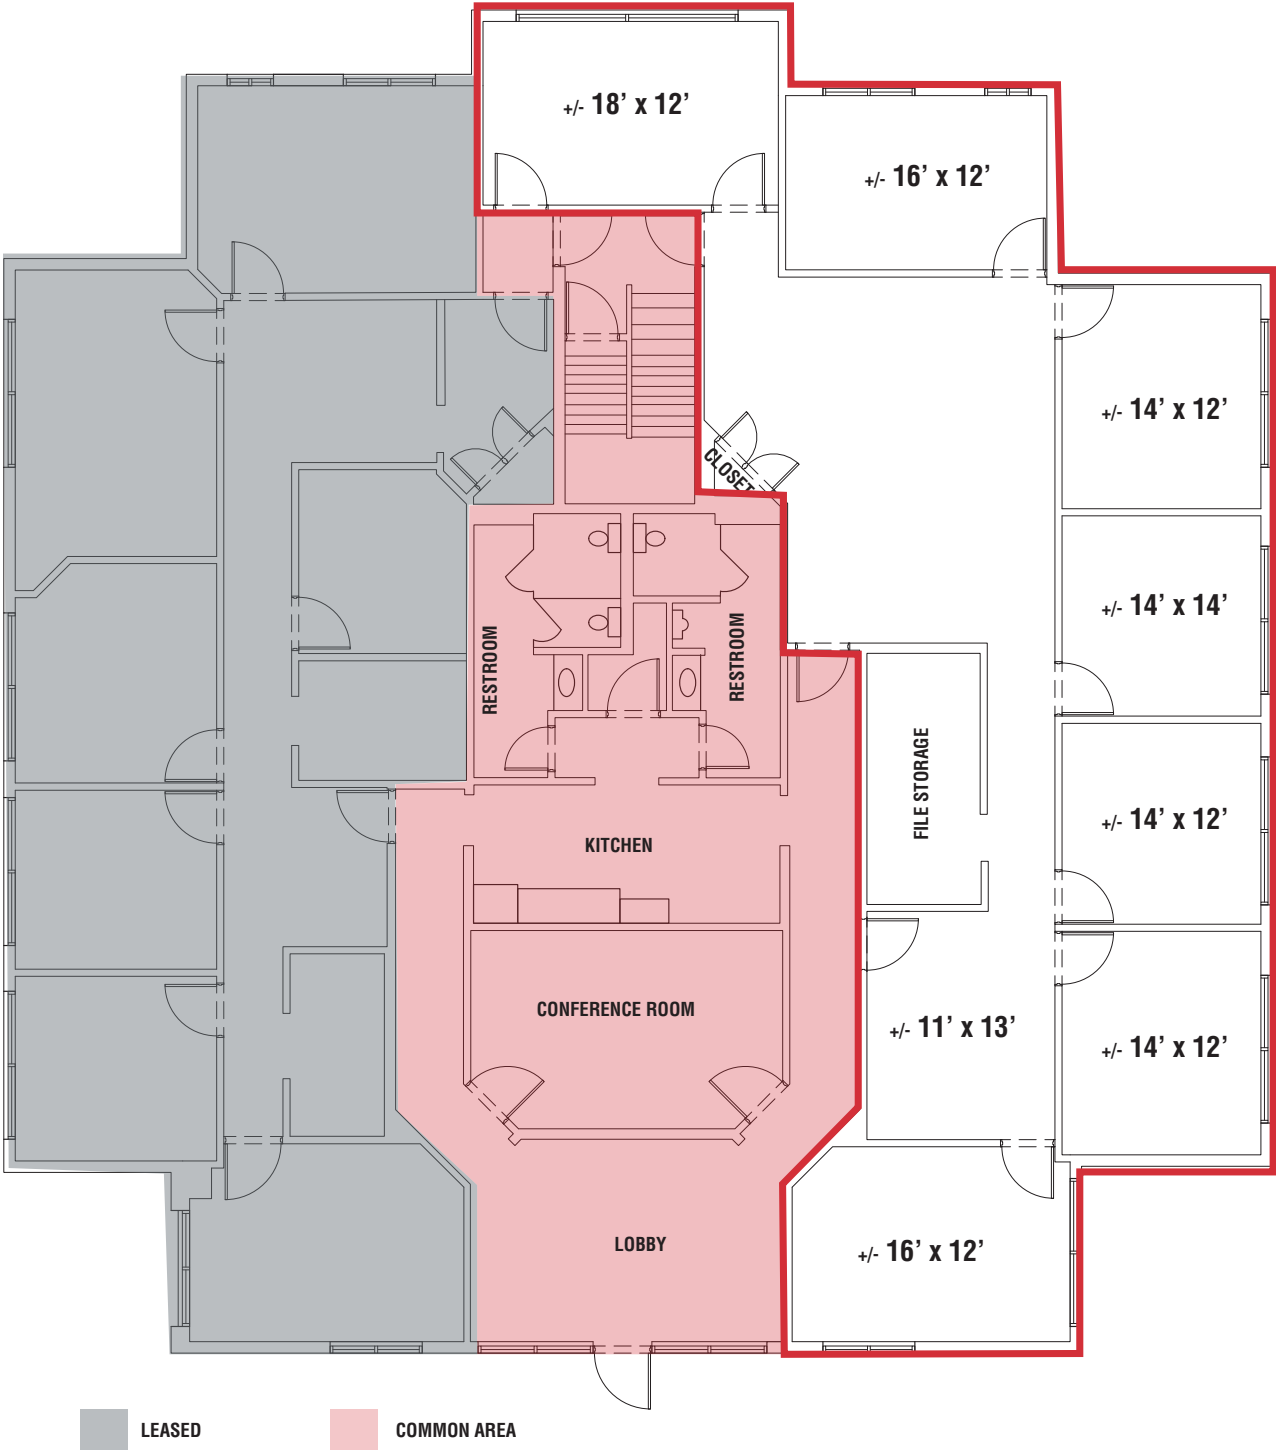 +/- 18’ x 12’
+/- 16’ x 12’
+/- 14’ x 12’
CLOSET
+/- 14’ x 14’
RESTROOM
RESTROOM
FILE STORAGE
+/- 14’ x 12’
KITCHEN
CONFERENCE ROOM
+/- 11’ x 13’
+/- 14’ x 12’
LOBBY
+/- 16’ x 12’
LEASED
COMMON AREA